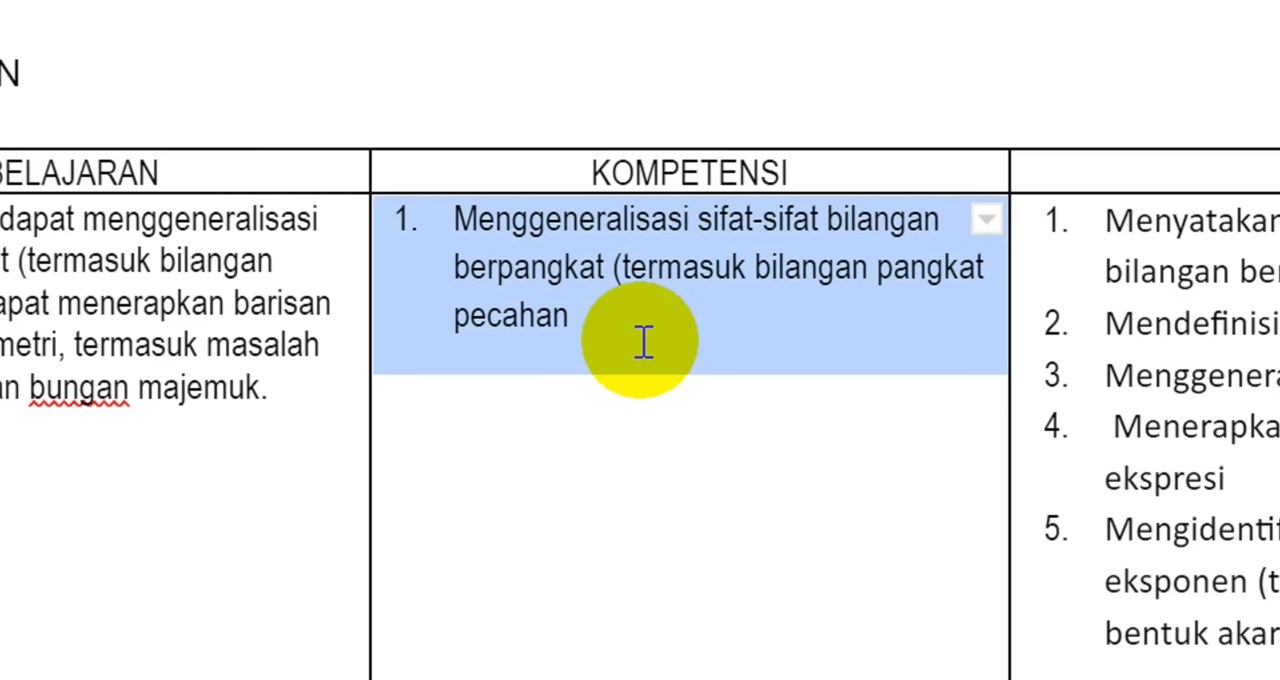 N
BELAJARAN
dapat menggeneralisasi
t (termasuk bilangan
apat menerapkan barisan
metri, termasuk masalah
an bungan majemuk.
KOMPETENSI
1. Menggeneralisasi sifat-sifat bilangan
berpangkat (termasuk bilangan pangkat
pecahan
1. Menyatakan
bilangan ber
2. Mendefinisi
3. Menggenera
4. Menerapka
ekspresi
5. Mengidentif
eksponen (t
bentuk akar